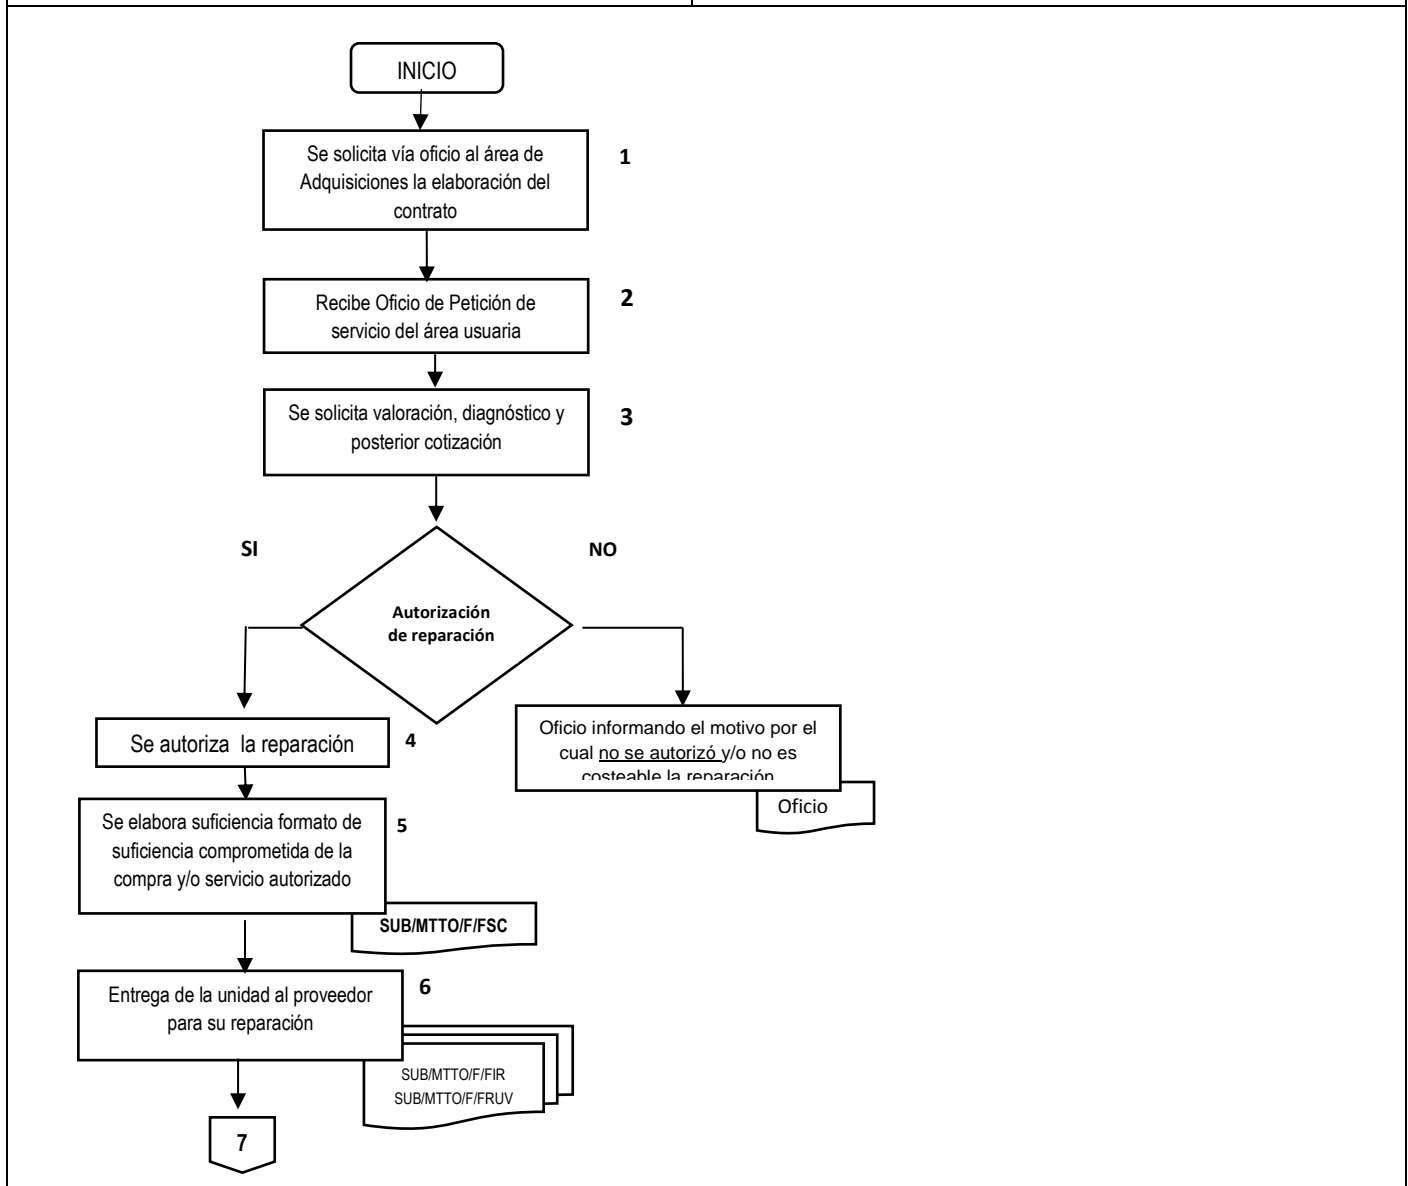 INICIO
Se solicita vía oficio al área de
Adquisiciones la elaboración del
contrato
1
Recibe Oficio de Petición de
servicio del área usuaria
2
Se solicita valoración, diagnóstico y
posterior cotización
3
SI
NO
Autorización
de reparación
Se autoriza la reparación
4
Oficio informando el motivo por el
cual no se autorizó y/o no es
costeable la reparación
Oficio
Se elabora suficiencia formato de
suficiencia comprometida de la
compra y/o servicio autorizado
5
SUB/MTTO/F/FSC
Entrega de la unidad al proveedor
para su reparación
6
SUB/MTTO/F/FIR
SUB/MTTO/F/FRUV
7